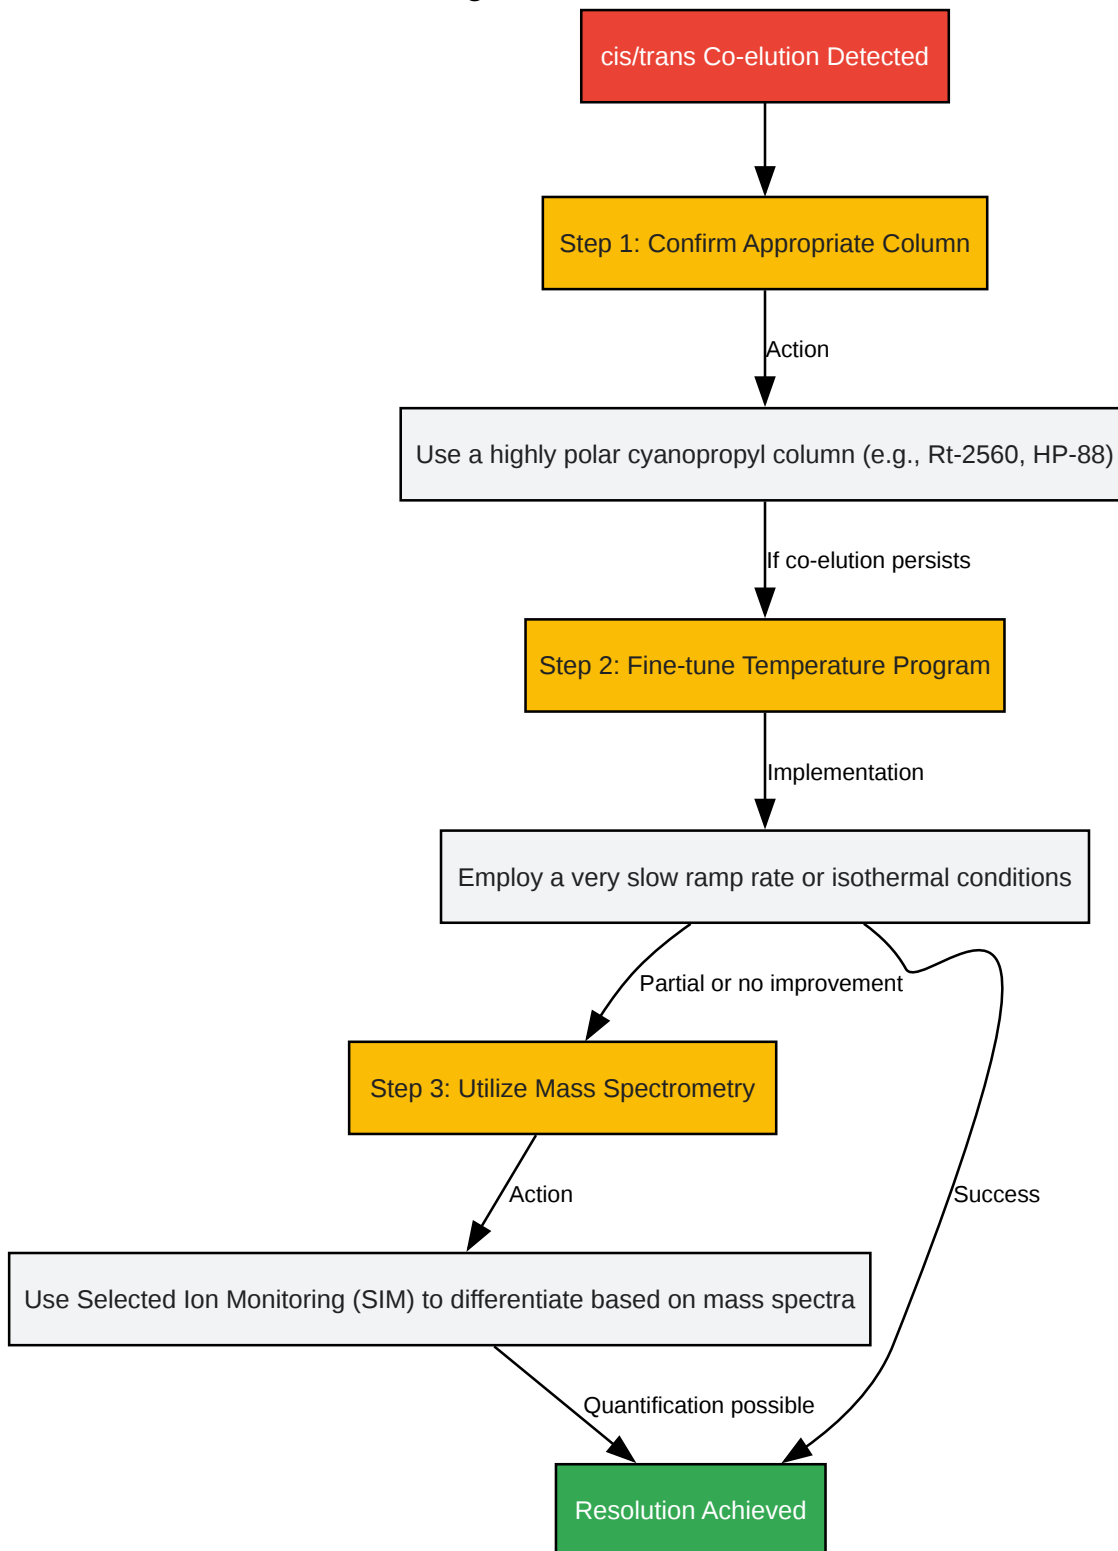 cis/trans Co-elution Detected
Step 1: Confirm Appropriate Column
Action
Use a highly polar cyanopropyl column (e.g., Rt-2560, HP-88)
If co-elution persists
Step 2: Fine-tune Temperature Program
Implementation
Employ a very slow ramp rate or isothermal conditions
Partial or no improvement
Step 3: Utilize Mass Spectrometry
Action
Success
Use Selected Ion Monitoring (SIM) to differentiate based on mass spectra
Quantification possible
Resolution Achieved